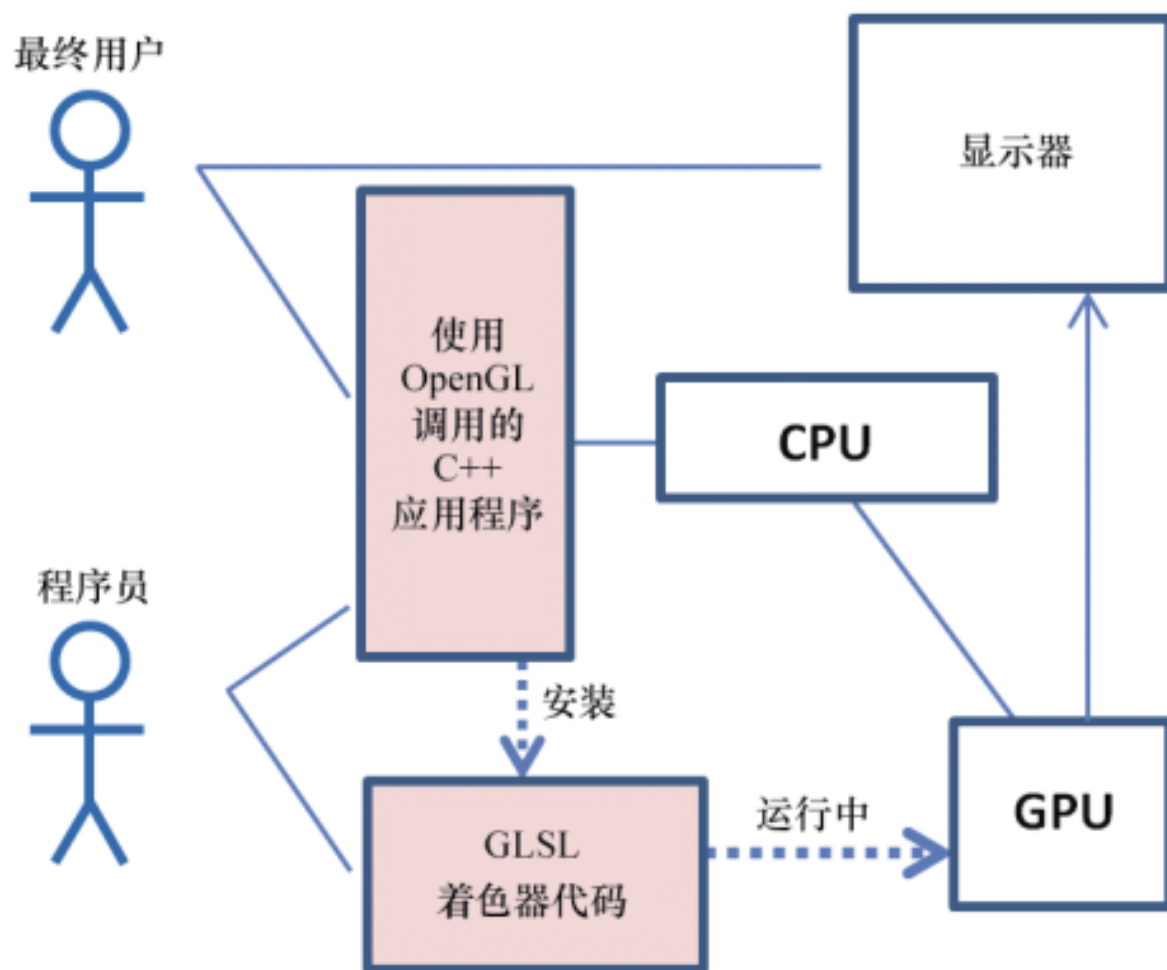 最终用户
显示器
使用
OpenGL
调用的
C++
应用程序
CPU
程序员
安装
GLSL
着色器代码
运行中
GPU